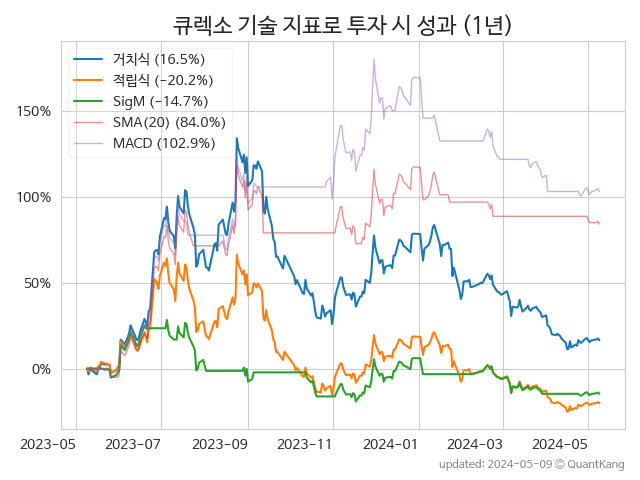 큐렉소 기술 지표로 투자 시 성과 (1년)
거치식 (16.5%)
적립식 (−20.2%)
SigM (−14.7%)
SMA(20) (84.0%)
MACD (102.9%)
150%
100%
50%
0%
2023-05 2023-07 2023-09 2023-11 2024-01 2024-03 2024-05
updated: 2024-05-09 © QuantKang